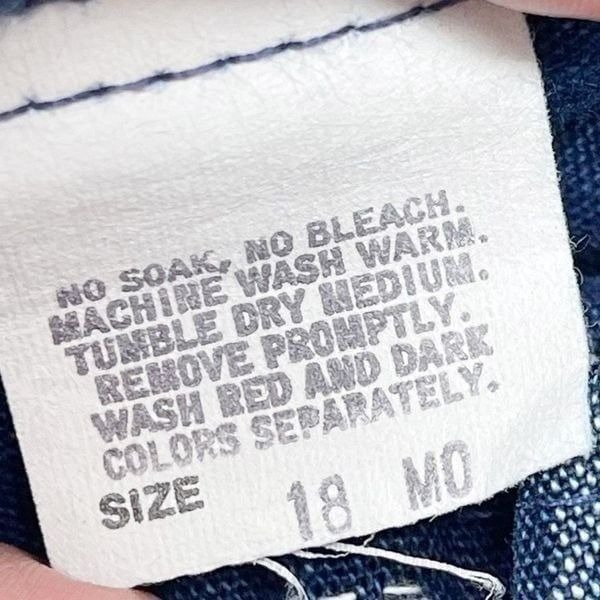 NO SOAK, NO BLEACH.
MACHINE WASH WARM.
TUMBLE DRY MEDIUM.
REMOVE PROMPTLY.
WASH RED AND DARK
COLORS SEPARATELY.
SIZE 18 MO